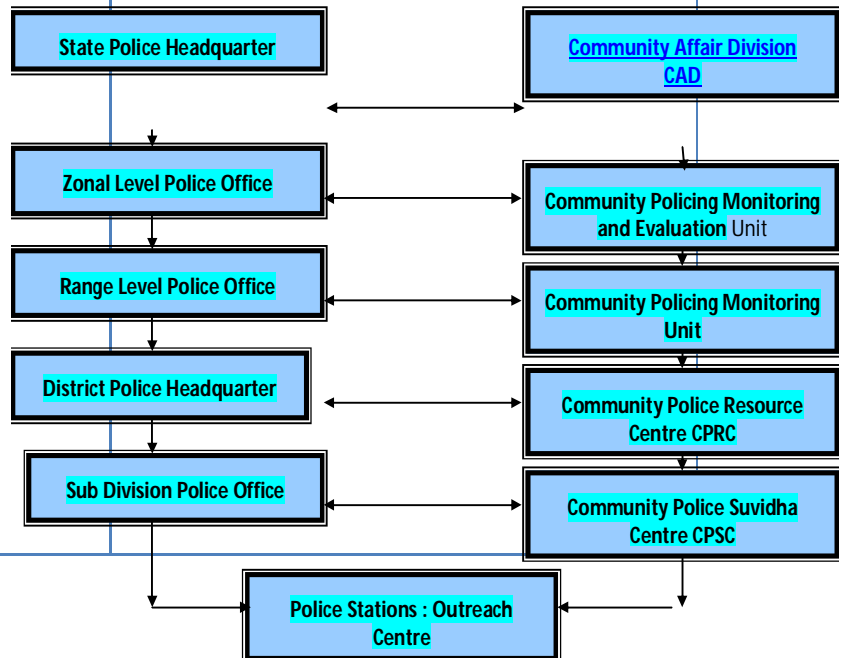 State Police Headquarter
Community Affair Division
CAD
Zonal Level Police Office
Community Policing Monitoring
and Evaluation Unit
Range Level Police Office
Community Policing Monitoring
Unit
District Police Headquarter
Community Police Resource
Centre CPRC
Sub Division Police Office
Community Police Suvidha
Centre CPSC
Police Stations : Outreach
Centre